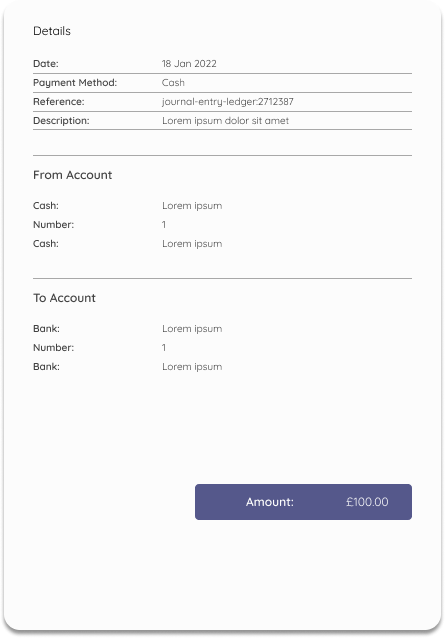 Details
Date: 18 Jan 2022
Payment Method: Cash
Reference: journal-entry-ledger:2712387
Description: Lorem ipsum dolor sit amet
From Account
Cash: Lorem ipsum
Number: 1
Cash: Lorem ipsum
To Account
Bank: Lorem ipsum
Number: 1
Bank: Lorem ipsum
Amount: £100.00